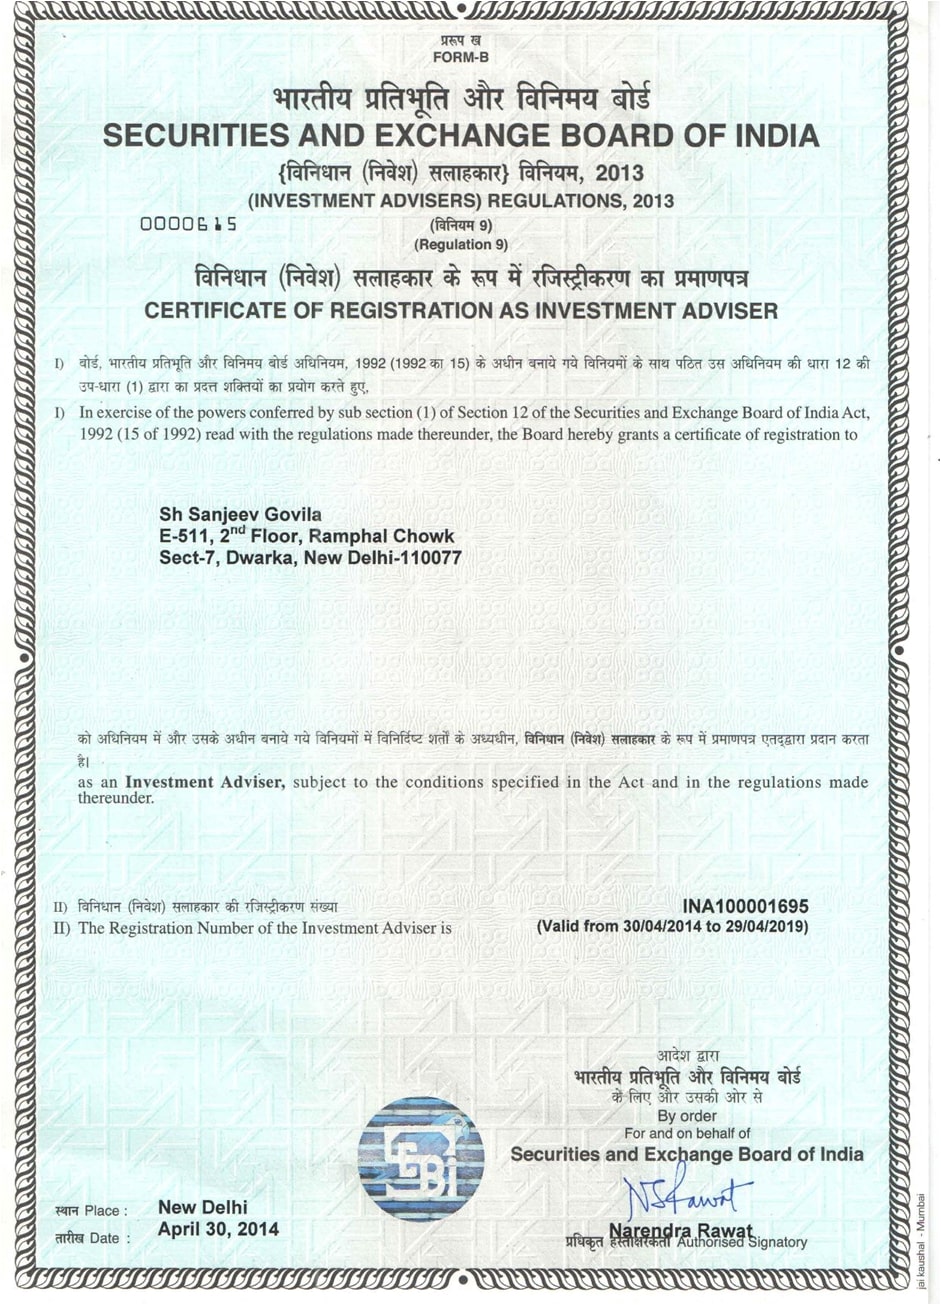 प्ररूप ख
FORM-B
भारतीय प्रतिभूति और विनिमय बोर्ड
SECURITIES AND EXCHANGE BOARD OF INDIA
{विनिधान (निवेश) सलाहकार} विनियम, 2013
(INVESTMENT ADVISERS) REGULATIONS, 2013
0000615
(विनियम 9)
(Regulation 9)
विनिधान (निवेश) सलाहकार के रूप में रजिस्ट्रीकरण का प्रमाणपत्र
CERTIFICATE OF REGISTRATION AS INVESTMENT ADVISER
I) बोर्ड, भारतीय प्रतिभूति और विनिमय बोर्ड अधिनियम, 1992 (1992 का 15) के अधीन बनाये गये विनियमों के साथ पठित उस अधिनियम की धारा 12 की
उप-धारा (1) द्वारा का प्रदत्त शक्तियों का प्रयोग करते हुए,
I) In exercise of the powers conferred by sub section (1) of Section 12 of the Securities and Exchange Board of India Act,
1992 (15 of 1992) read with the regulations made thereunder, the Board hereby grants a certificate of registration to
Sh Sanjeev Govila
E-511, 2nd Floor, Ramphal Chowk
Sect-7, Dwarka, New Delhi-110077
को अधिनियम में और उसके अधीन बनाये गये विनियमों में विनिर्दिष्ट शर्तों के अध्यधीन, विनिधान (निवेश) सलाहकार के रूप में प्रमाणपत्र एतद्द्वारा प्रदान करता
है।
as an Investment Adviser, subject to the conditions specified in the Act and in the regulations made
thereunder.
II) विनिधान (निवेश) सलाहकार की रजिस्ट्रीकरण संख्या
INA100001695
II) The Registration Number of the Investment Adviser is
(Valid from 30/04/2014 to 29/04/2019)
आदेश द्वारा
भारतीय प्रतिभूति और विनिमय बोर्ड
के लिए और उसकी ओर से
By order
For and on behalf of
Securities and Exchange Board of India
SEBI
NSRawat
स्थान Place : New Delhi
तारीख Date : April 30, 2014
Narendra Rawat
प्राधिकृत हस्ताक्षरकर्ता Authorised Signatory
jai kaushal - Mumbai